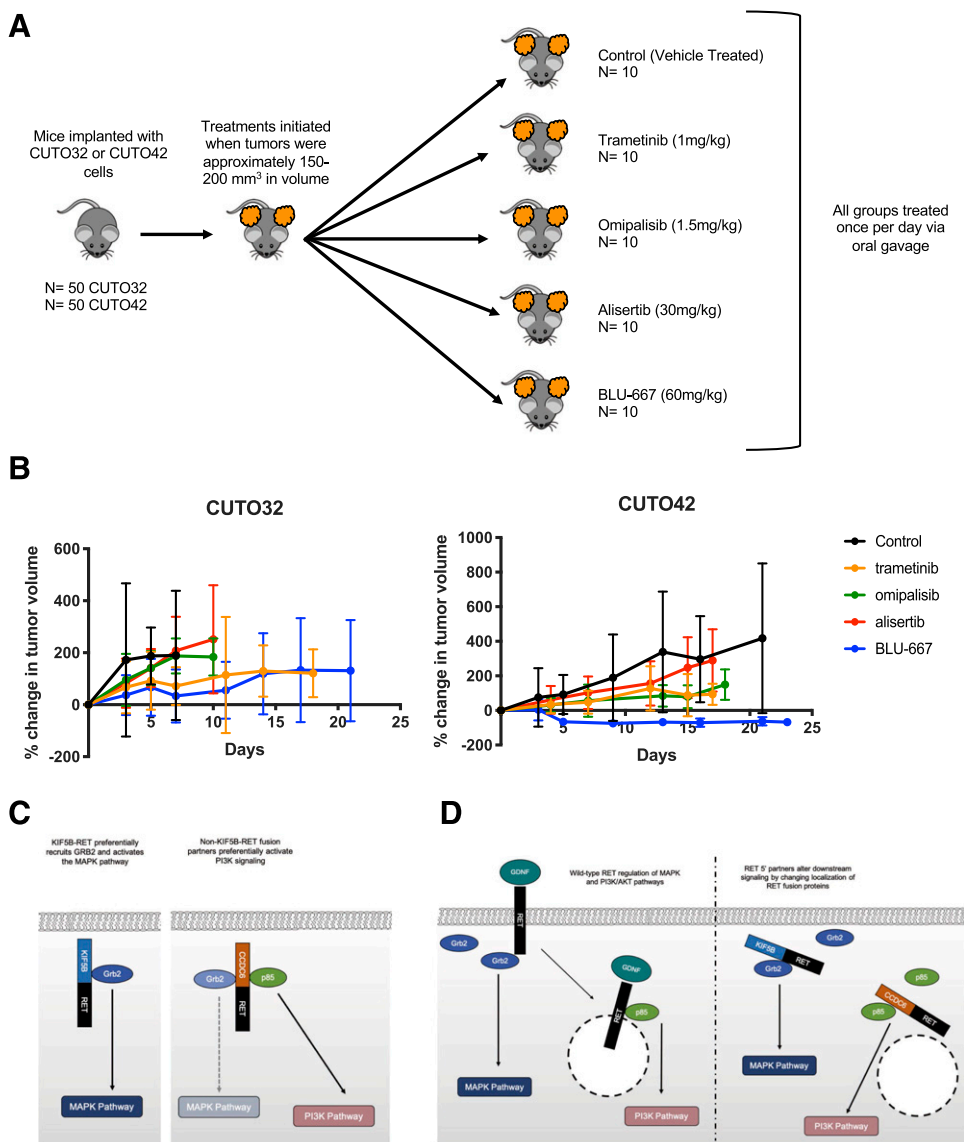 A
Mice implanted with
CUTO32 or CUTO42
cells
N= 50 CUTO32
N= 50 CUTO42
Treatments initiated
when tumors were
approximately 150-
200 mm³ in volume
Control (Vehicle Treated)
N= 10
Trametinib (1mg/kg)
N= 10
Omipalisib (1.5mg/kg)
N= 10
Alisertib (30mg/kg)
N= 10
BLU-667 (60mg/kg)
N= 10
All groups treated
once per day via
oral gavage
B
CUTO32
% change in tumor volume
600
400
200
0
-200
5
10
15
20
25
Days
CUTO42
% change in tumor volume
1000
800
600
400
200
0
-200
5
10
15
20
25
Days
Control
trametinib
omipalisib
alisertib
BLU-667
C
KIF5B-RET preferentially
recruits GRB2 and activates
the MAPK pathway
Non-KIF5B-RET fusion
partners preferentially activate
PI3K signaling
KIF5B
RET
Grb2
MAPK Pathway
Grb2
CCDC6
RET
p85
MAPK Pathway
PI3K Pathway
D
Wild-type RET regulation of MAPK
and PI3K/AKT pathways
RET 5' partners alter downstream
signaling by changing localization of
RET fusion proteins
GDNF
RET
Grb2
Grb2
GDNF
RET
p85
MAPK Pathway
PI3K Pathway
Grb2
KIF5B
RET
Grb2
p85
CCDC6
RET
p85
MAPK Pathway
PI3K Pathway